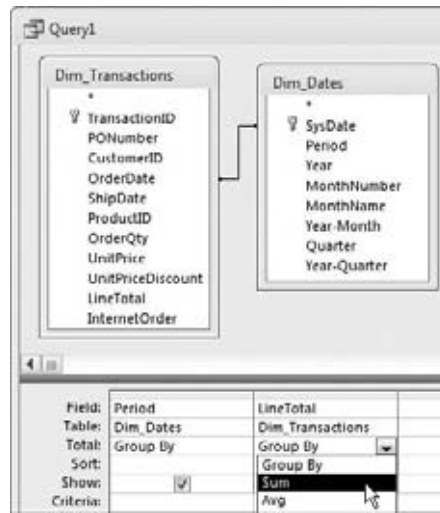 Query1
Dim_Transactions
*
TransactionID
PONumber
CustomerID
OrderDate
ShipDate
ProductID
OrderQty
UnitPrice
UnitPriceDiscount
LineTotal
InternetOrder
Dim_Dates
*
SysDate
Period
Year
MonthNumber
MonthName
Year-Month
Quarter
Year-Quarter
Field: Period LineTotal
Table: Dim_Dates Dim_Transactions
Total: Group By Group By
Sort: Group By
Show: Sum
Criteria: Avg